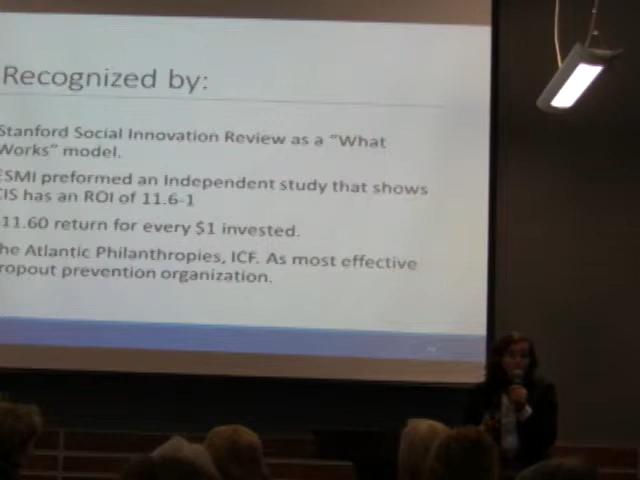 Recognized by:
Stanford Social Innovation Review as a “What
Works” model.
ESMI preformed an Independent study that shows
CIS has an ROI of 11.6-1
11.60 return for every $1 invested.
he Atlantic Philanthropies, ICF. As most effective
ropout prevention organization.